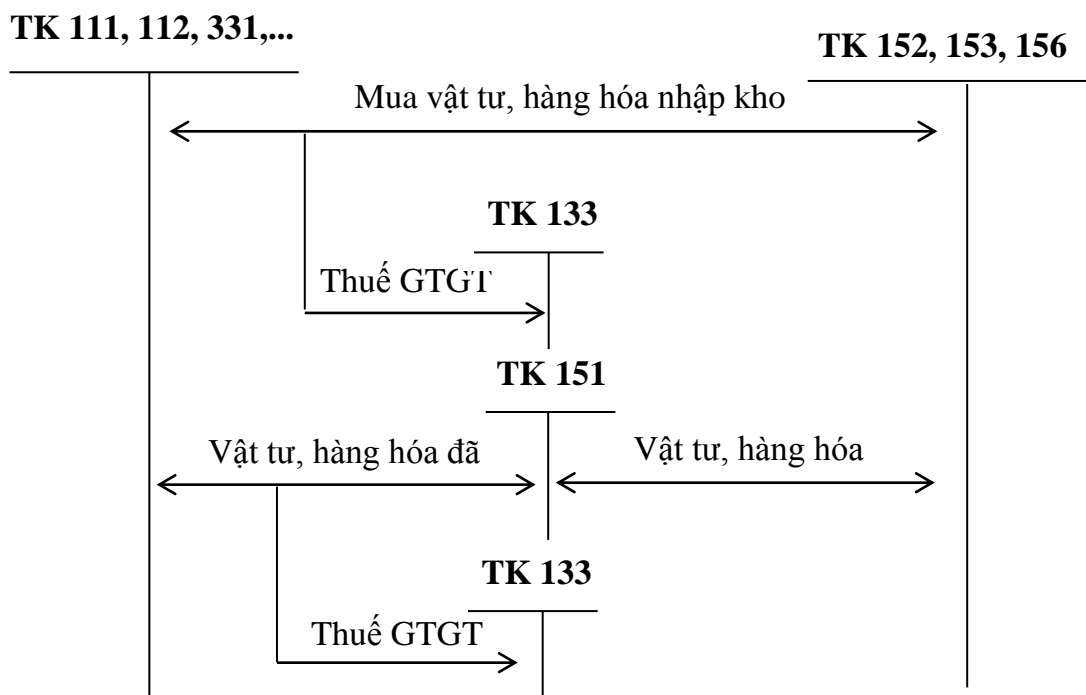 TK 111, 112, 331,...
TK 152, 153, 156
Mua vật tư, hàng hóa nhập kho
TK 133
Thuế GTGT
TK 151
Vật tư, hàng hóa đã
Vật tư, hàng hóa
TK 133
Thuế GTGT